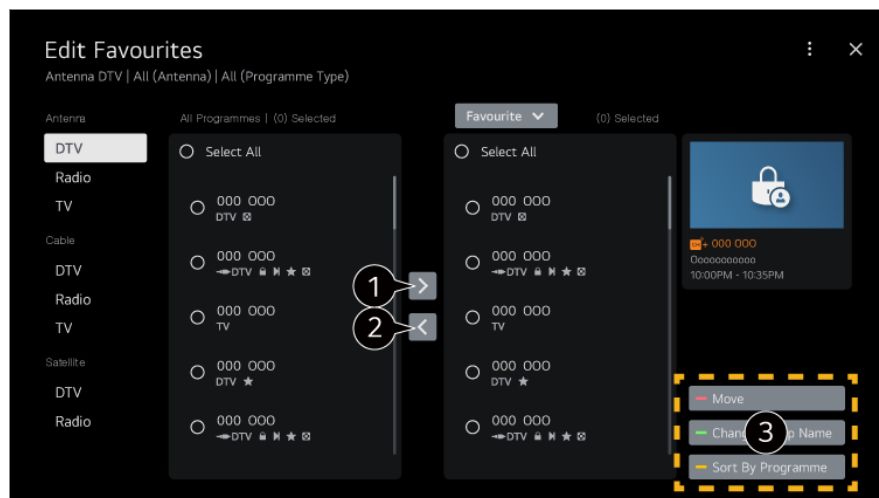 Edit Favourites
Antenna DTV | All (Antenna) | All (Programme Type)
Antenna
DTV
Radio
TV
Cable
DTV
Radio
TV
Satellite
DTV
Radio
All Programmes | (0) Selected
Select All
000 000
DTV
000 000
DTV
000 000
TV
000 000
DTV
000 000
DTV
1
2
Favourite
(0) Selected
Select All
000 000
DTV
000 000
DTV
000 000
TV
000 000
DTV
000 000
DTV
000 000
Ooooooooooo
10:00PM - 10:35PM
Move
3
Name
Sort By Programme